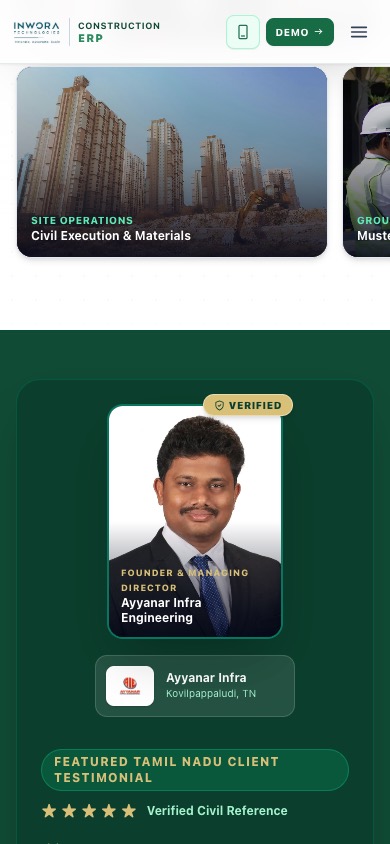 INWORA
TECHNOLOGIES
CONSTRUCTION
ERP
DEMO →
SITE OPERATIONS
Civil Execution & Materials
GROU
Muste
VERIFIED
FOUNDER & MANAGING
DIRECTOR
Ayyanar Infra
Engineering
Ayyanar Infra
Kovilpappaludi, TN
FEATURED TAMIL NADU CLIENT
TESTIMONIAL
Verified Civil Reference